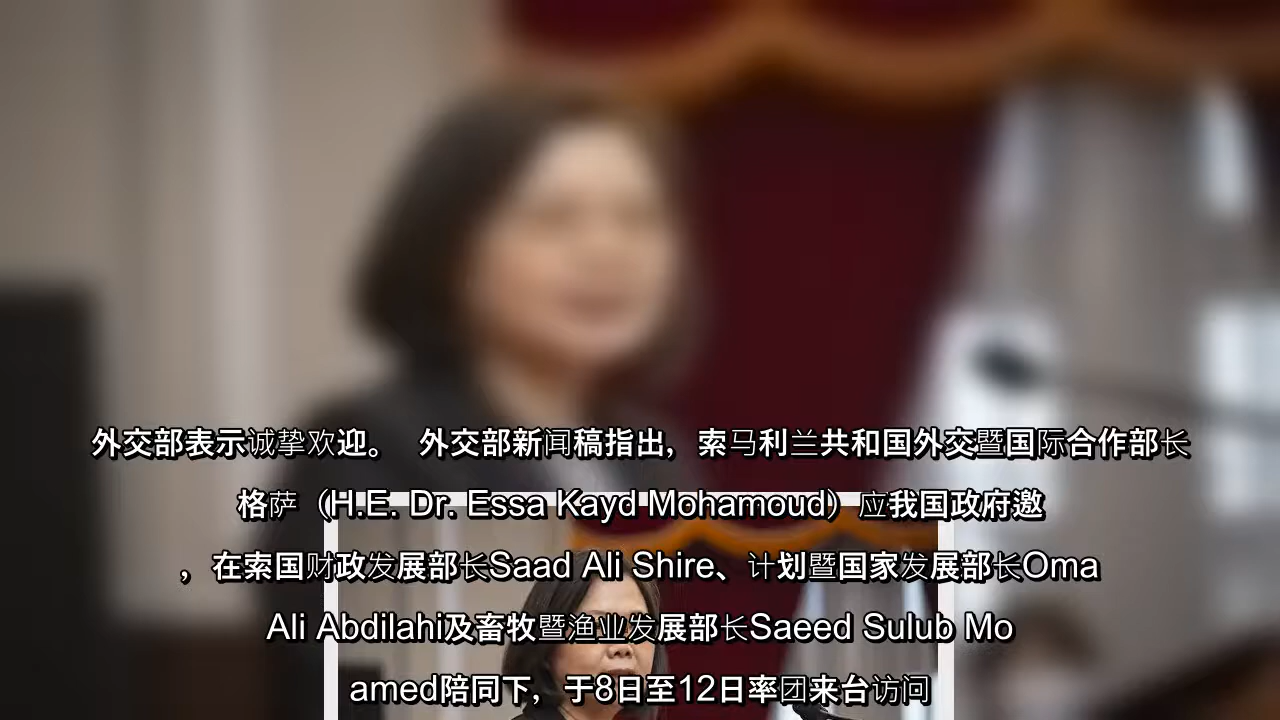 外交部表示诚挚欢迎。 外交部新闻稿指出，索马利兰共和国外交暨国际合作部长
格萨（H.E. Dr. Essa Kayd Mohamoud）应我国政府邀
，在索国财政发展部长Saad Ali Shire、计划暨国家发展部长Oma
Ali Abdilahi及畜牧暨渔业发展部长Saeed Sulub Mo
amed陪同下，于8日至12日率团来台访问